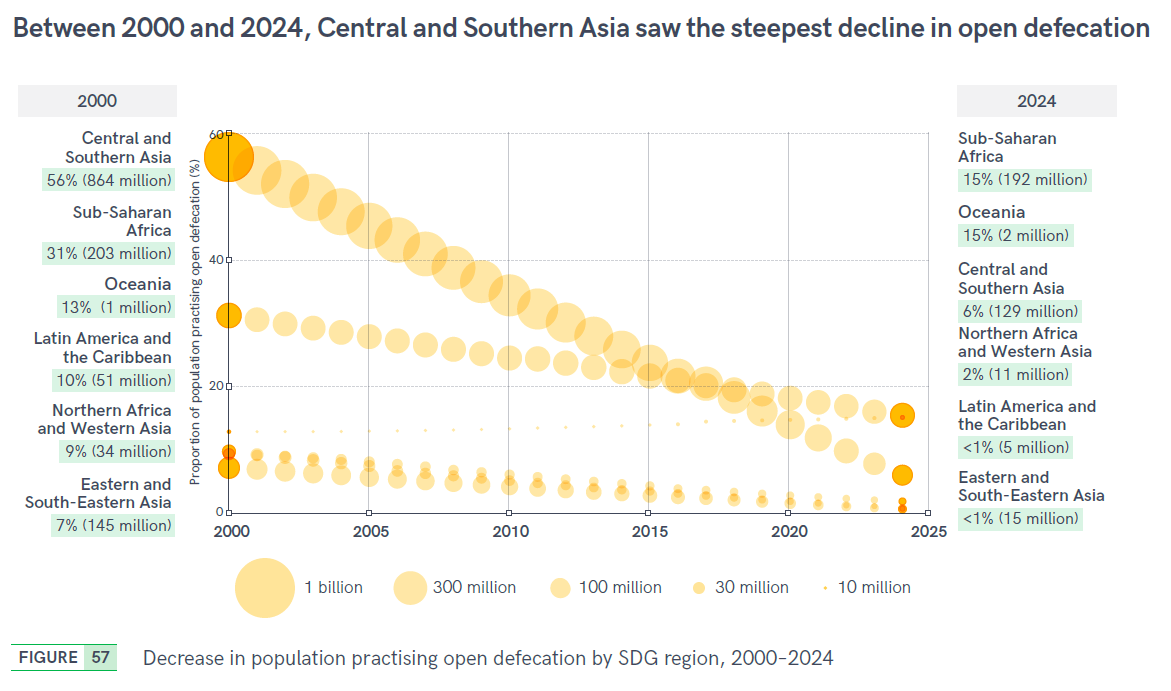 Between 2000 and 2024, Central and Southern Asia saw the steepest decline in open defecation
2000
Central and
Southern Asia
56% (864 million)
Sub-Saharan
Africa
31% (203 million)
Oceania
13% (1 million)
Latin America and
the Caribbean
10% (51 million)
Northern Africa
and Western Asia
9% (34 million)
Eastern and
South-Eastern Asia
7% (145 million)
Proportion of population practising open defecation (%)
60
40
20
0
2000
2005
2010
2015
2020
2025
2024
Sub-Saharan
Africa
15% (192 million)
Oceania
15% (2 million)
Central and
Southern Asia
6% (129 million)
Northern Africa
and Western Asia
2% (11 million)
Latin America and
the Caribbean
<1% (5 million)
Eastern and
South-Eastern Asia
<1% (15 million)
1 billion
300 million
100 million
30 million
10 million
FIGURE 57
Decrease in population practising open defecation by SDG region, 2000–2024